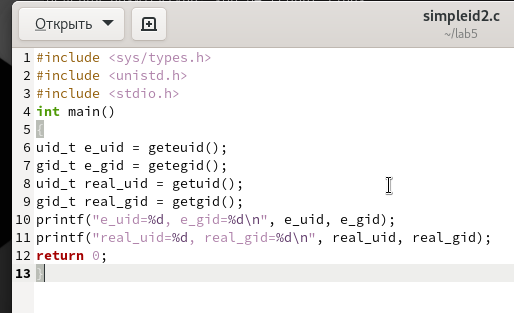 Открыть
simpleid2.c
~/lab5
1 #include <sys/types.h>
2 #include <unistd.h>
3 #include <stdio.h>
4 int main()
5 {
6 uid_t e_uid = geteuid();
7 gid_t e_gid = getegid();
8 uid_t real_uid = getuid();
9 gid_t real_gid = getgid();
10 printf("e_uid=%d, e_gid=%d\n", e_uid, e_gid);
11 printf("real_uid=%d, real_gid=%d\n", real_uid, real_gid);
12 return 0;
13 }